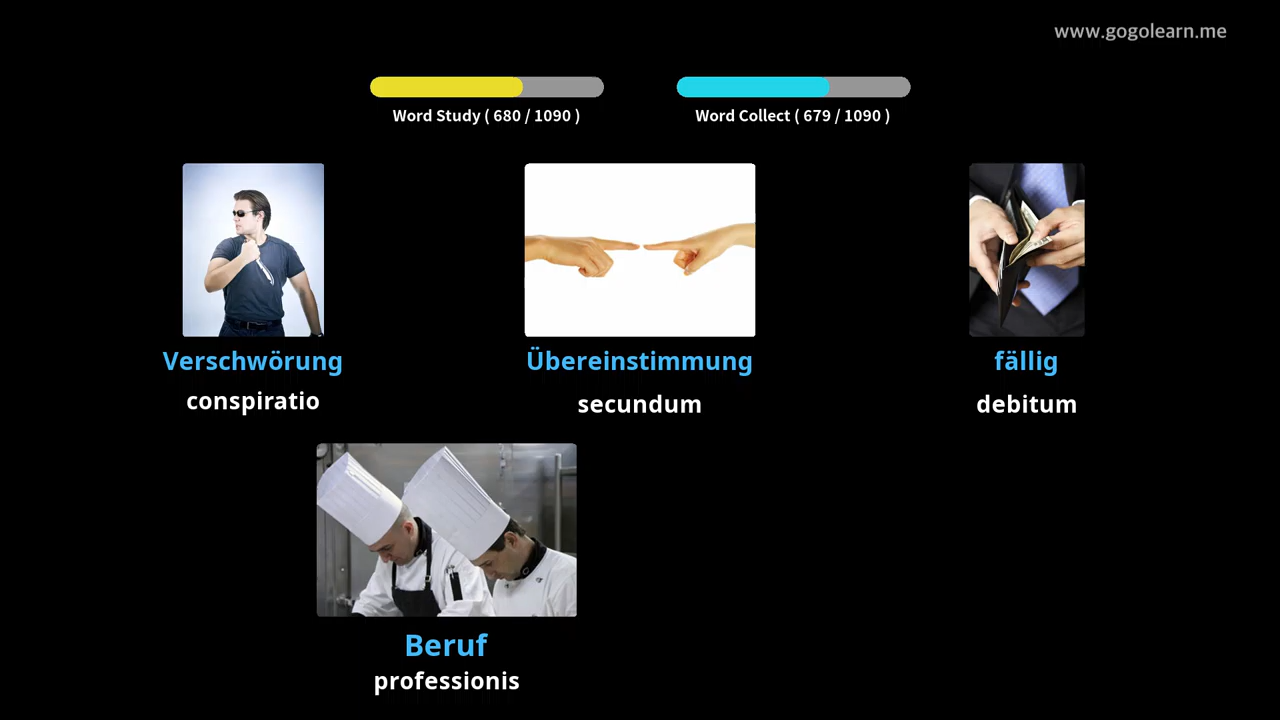 www.gogolearn.me
Word Study ( 680 / 1090 )
Word Collect ( 679 / 1090 )
Verschwörung
conspiratio
Übereinstimmung
secundum
fällig
debitum
Beruf
professionis